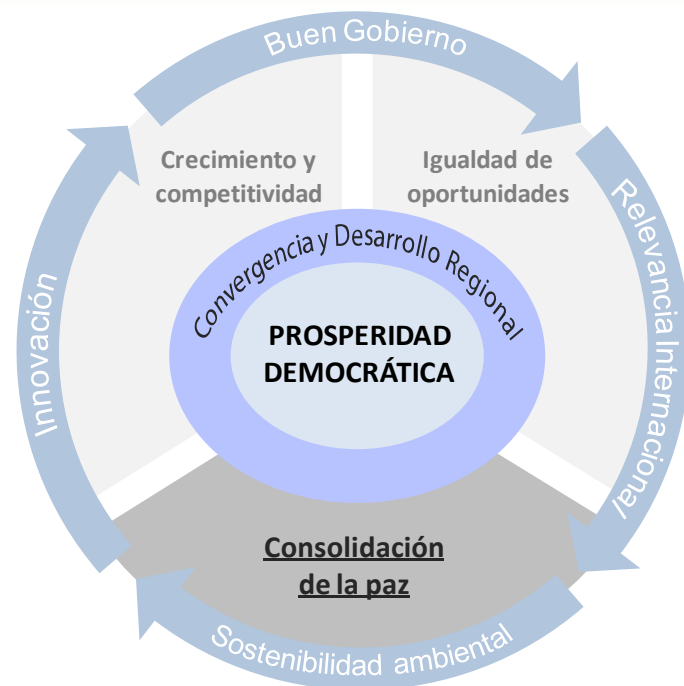 Buen Gobierno
Crecimiento y
competitividad
Igualdad de
oportunidades
Relevancia Internacional
Innovación
Convergencia y Desarrollo Regional
PROSPERIDAD
DEMOCRÁTICA
Consolidación
de la paz
Sostenibilidad ambiental